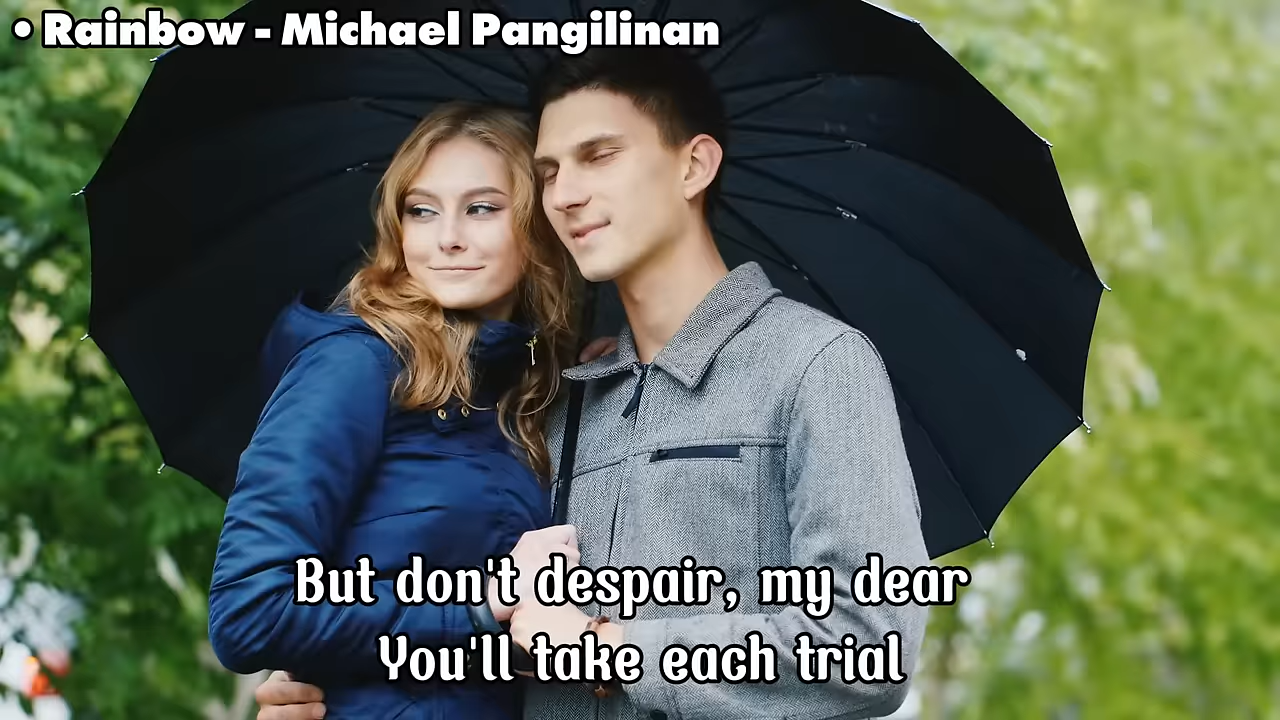 • Rainbow - Michael Pangilinan
But don't despair, my dear
You'll take each trial